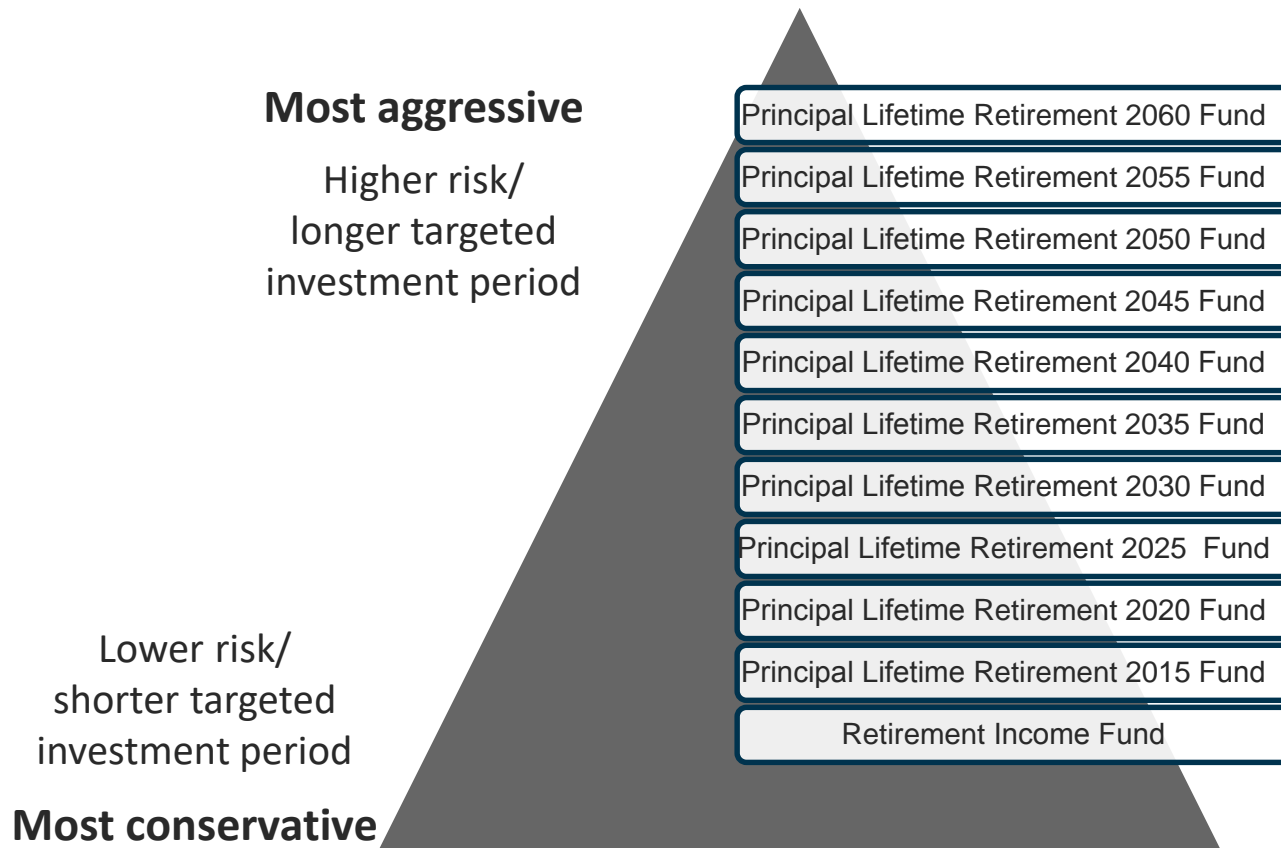 Most aggressive
Higher risk/
longer targeted
investment period
Principal Lifetime Retirement 2060 Fund
Principal Lifetime Retirement 2055 Fund
Principal Lifetime Retirement 2050 Fund
Principal Lifetime Retirement 2045 Fund
Principal Lifetime Retirement 2040 Fund
Principal Lifetime Retirement 2035 Fund
Principal Lifetime Retirement 2030 Fund
Principal Lifetime Retirement 2025  Fund
Principal Lifetime Retirement 2020 Fund
Principal Lifetime Retirement 2015 Fund
Retirement Income Fund
Lower risk/
shorter targeted
investment period
Most conservative